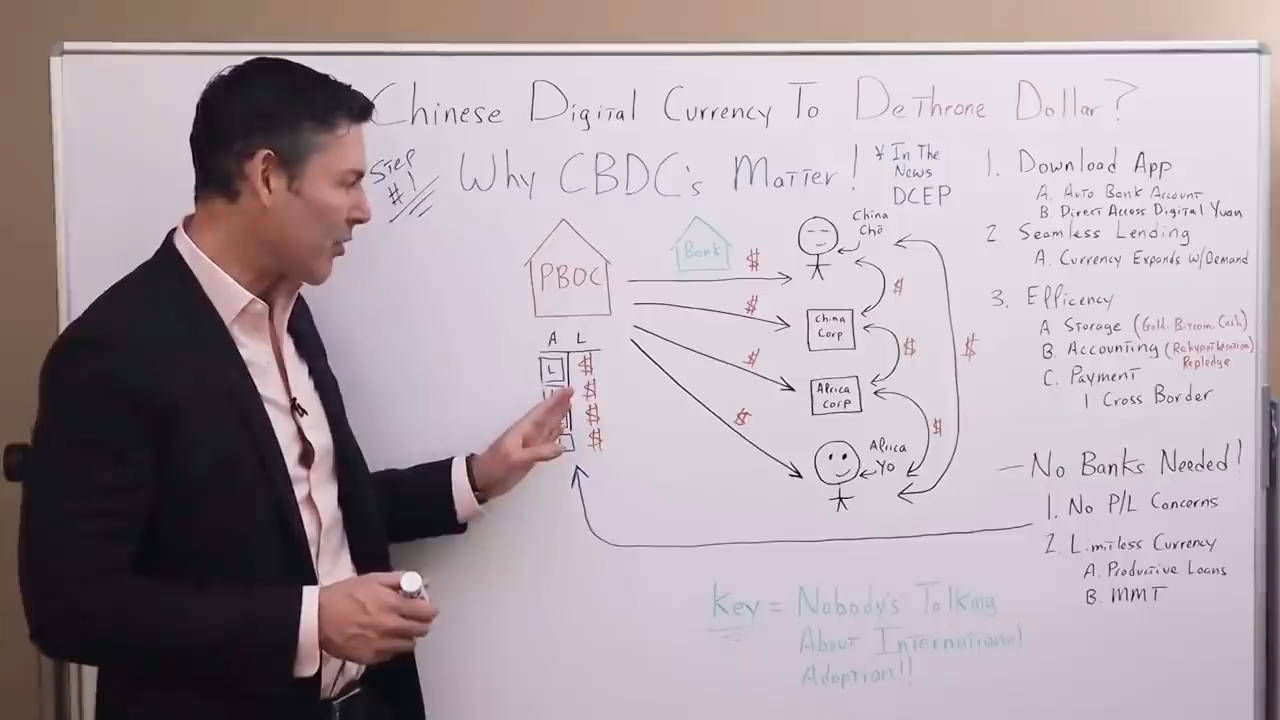 Chinese Digital Currency To DeThrone Dollar?
Step
#1
Why CBDC's Matter!
¥ In The
News
DCEP
PBOC
Bank
$
$
$
$
A L
L $
$
$
$
China
Cho
China
Corp
Africa
Corp
Africa
Yo
$
$
$
$
1. Download App
A. Auto Bank Account
B. Direct Access Digital Yuan
2 Seamless Lending
A. Currency Expands w/Demand
3. Efficency
A Storage (Gold. Bitcoin. Cash)
B. Accounting (Rehypothecation)
Repledge
C. Payment
1 Cross Border
— No Banks Needed!
1. No P/L Concerns
2. Limitless Currency
A. Productive Loans
B. MMT
Key = Nobody's Talking
About International
Adoption!!